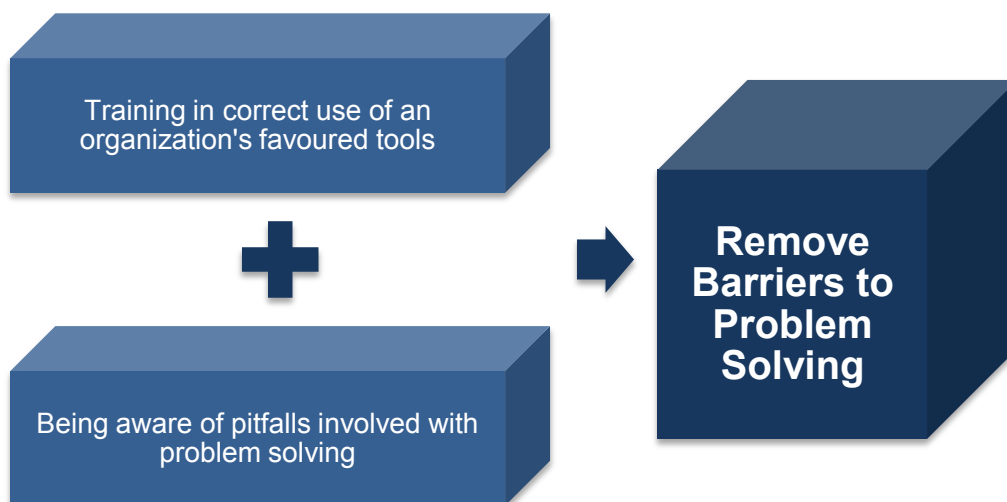 Training in correct use of an
organization's favoured tools
Being aware of pitfalls involved with
problem solving
Remove
Barriers to
Problem
Solving